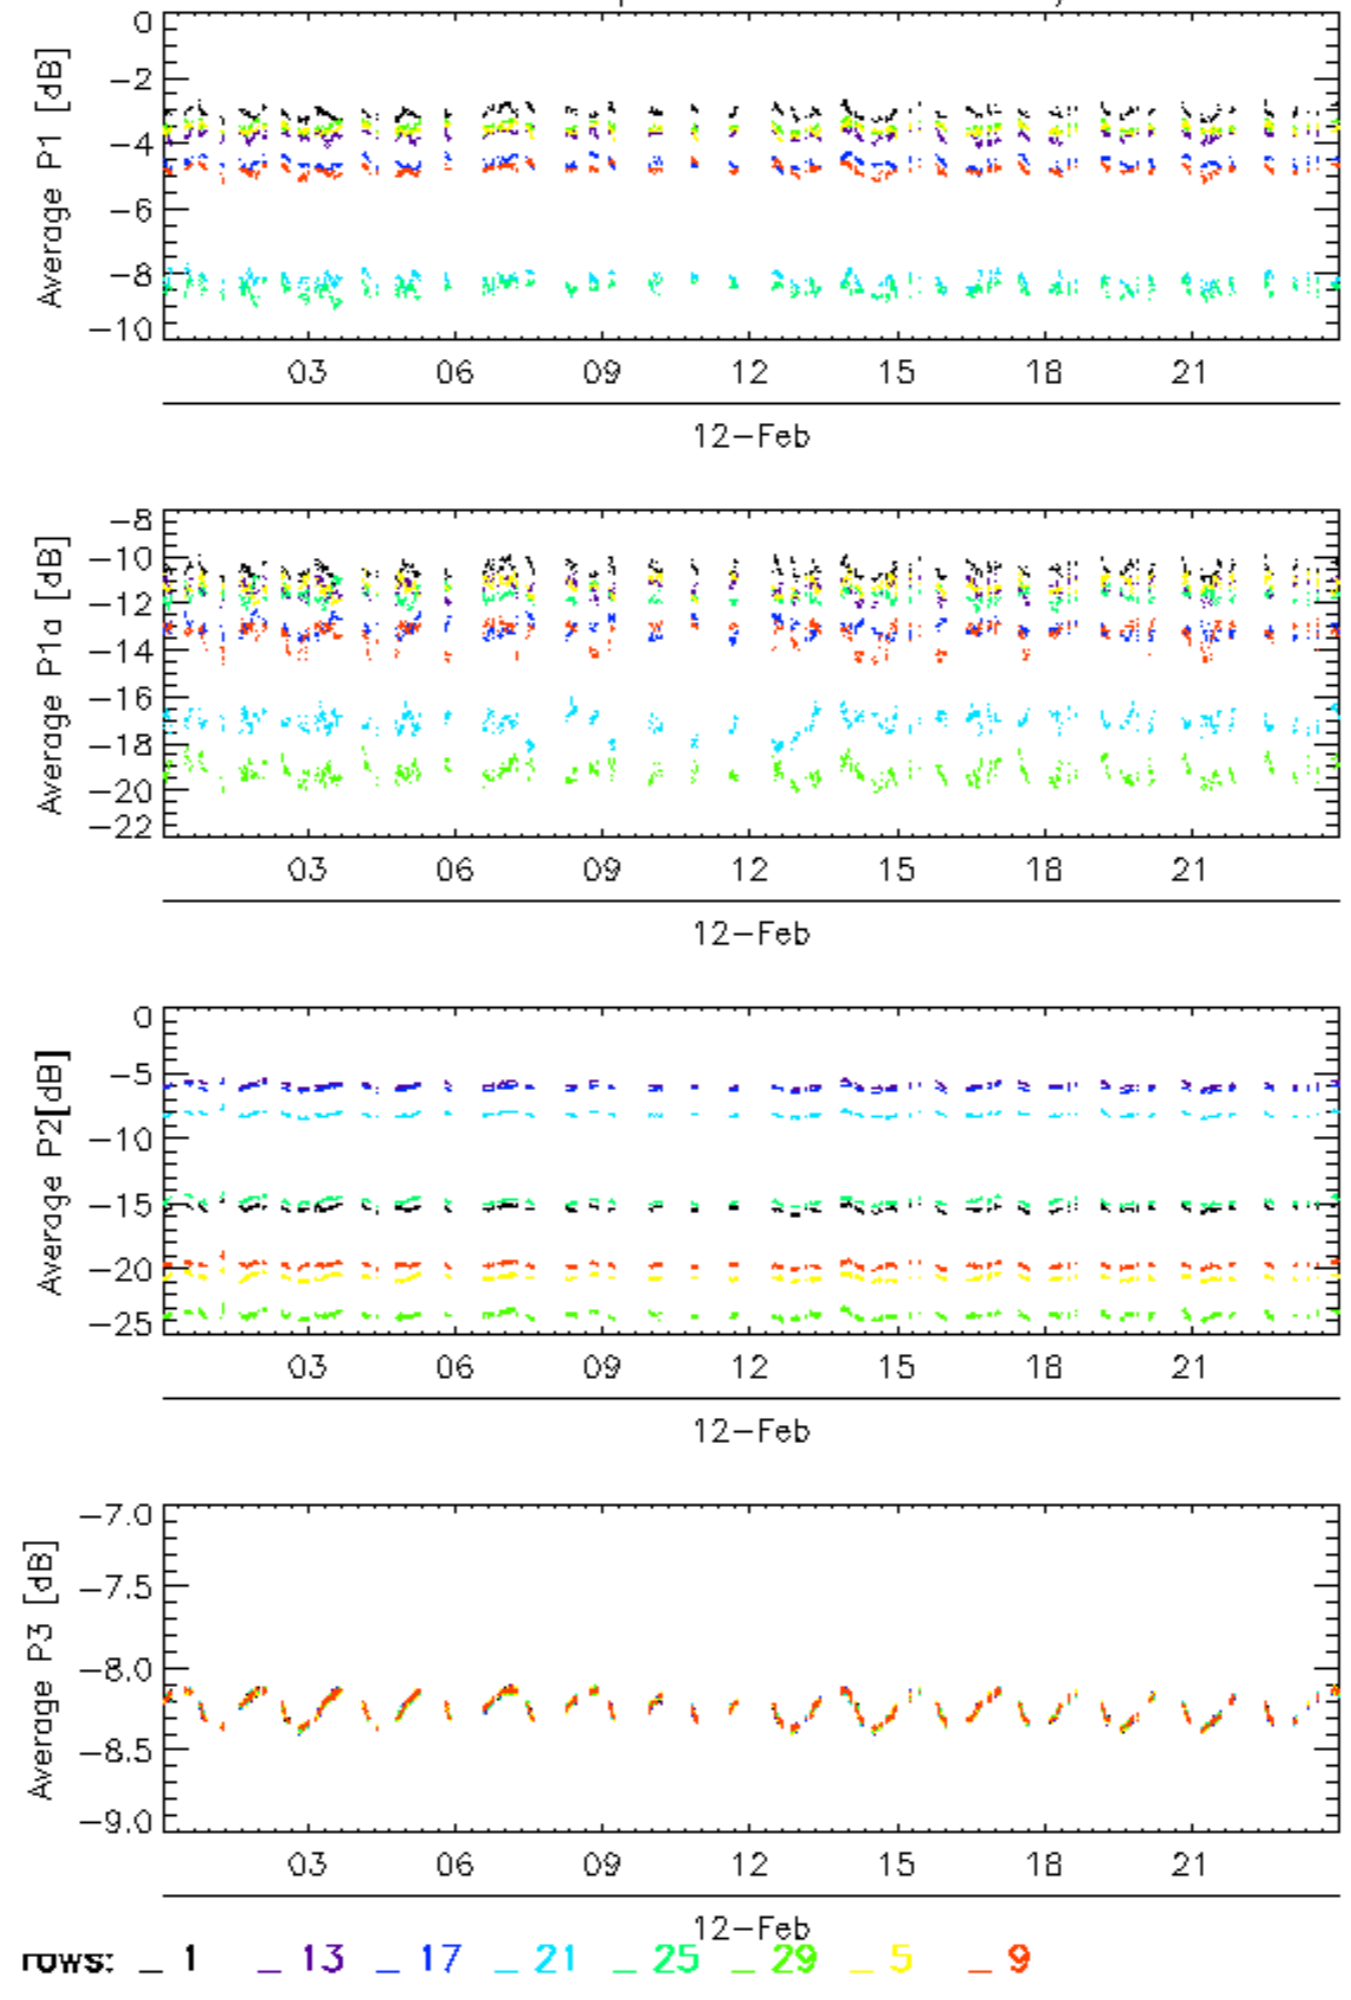 Average P1 [dB]
0
−2
−4
−6
−8
−10
03 06 09 12 15 18 21
12−Feb
Average P1a [dB]
−8
−10
−12
−14
−16
−18
−20
−22
03 06 09 12 15 18 21
12−Feb
Average P2[dB]
0
−5
−10
−15
−20
−25
03 06 09 12 15 18 21
12−Feb
Average P3 [dB]
−7.0
−7.5
−8.0
−8.5
−9.0
03 06 09 12 15 18 21
12−Feb
rows: _ 1 _ 13 _ 17 _ 21 _ 25 _ 29 _ 5 _ 9